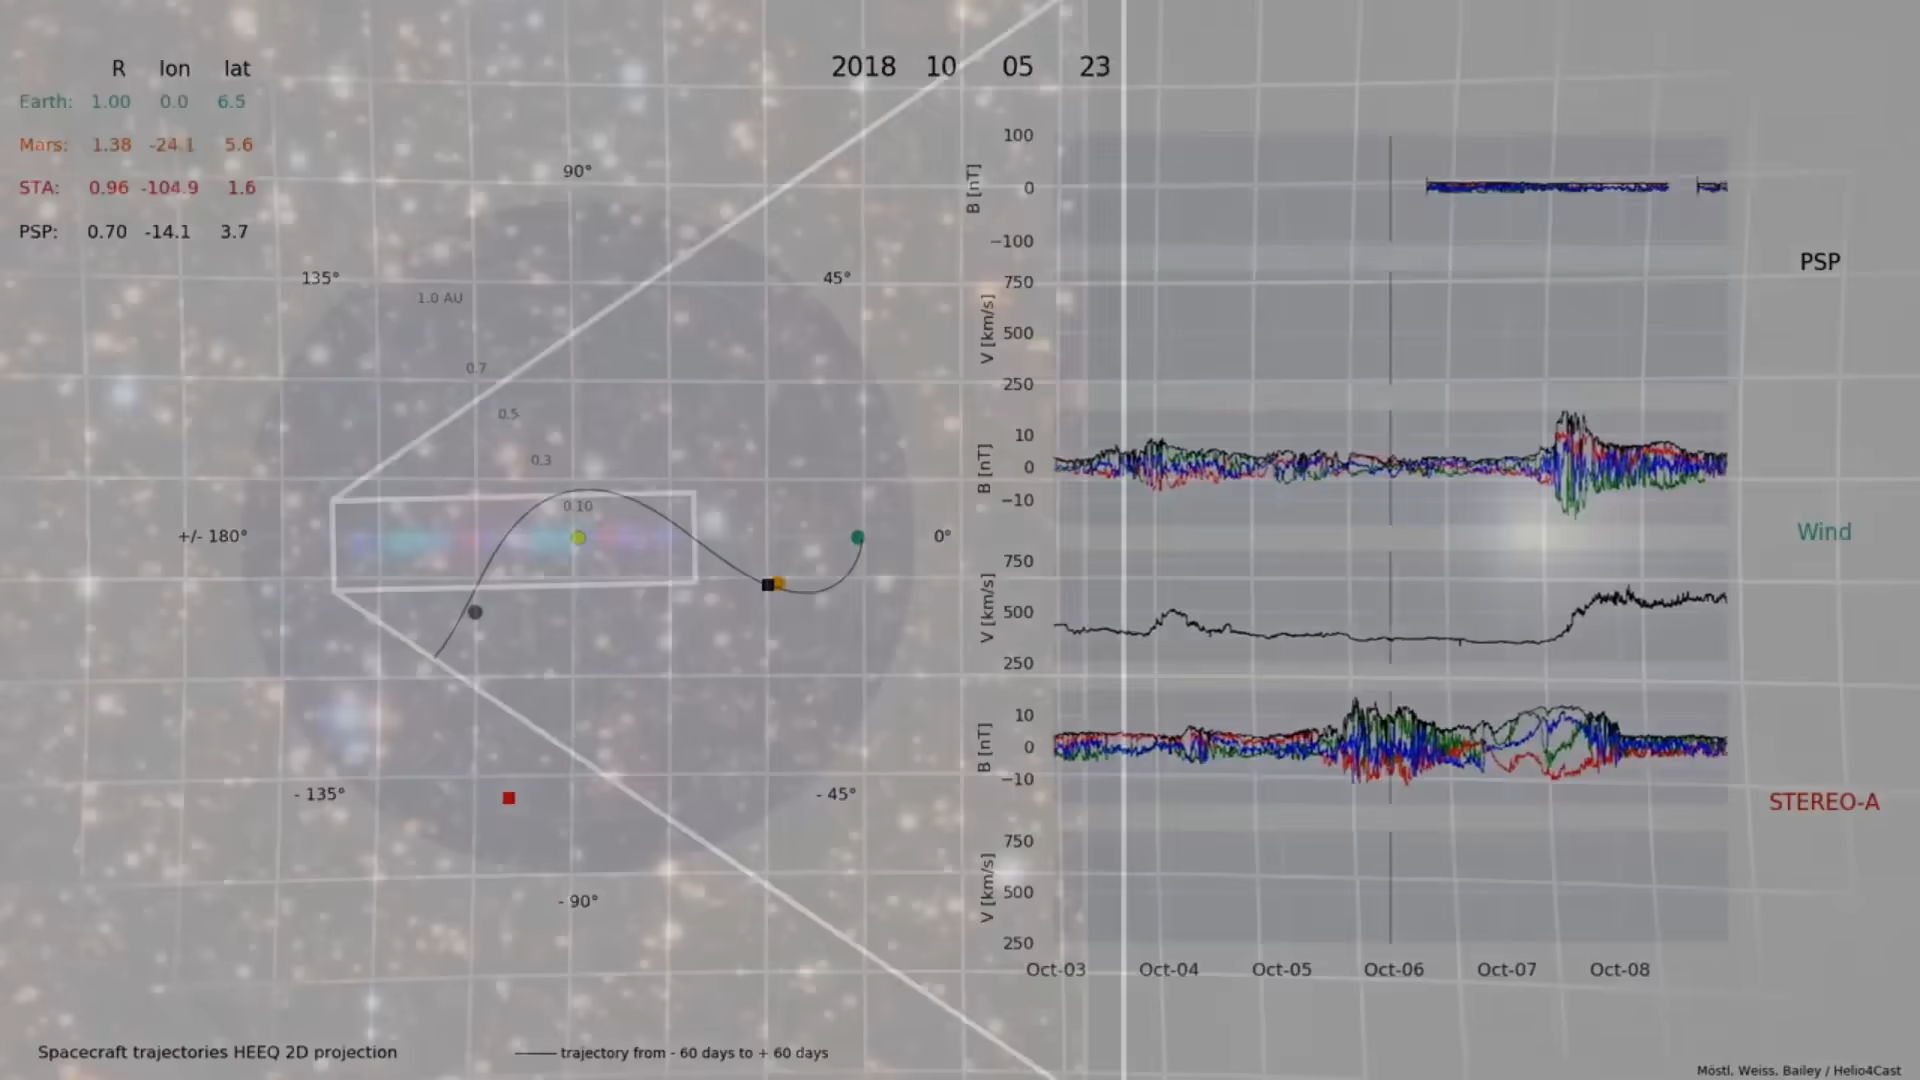 R lon lat
Earth: 1.00 0.0 6.5
Mars: 1.38 -24.1 5.6
STA: 0.96 -104.9 1.6
PSP: 0.70 -14.1 3.7
2018 10 05 23
90°
135°
45°
1.0 AU
0.7
0.5
0.3
0.10
+/- 180°
0°
- 135°
- 45°
- 90°
B [nT]
100
0
−100
V [km/s]
750
500
250
PSP
B [nT]
10
0
−10
V [km/s]
750
500
250
Wind
B [nT]
10
0
−10
V [km/s]
750
500
250
STEREO-A
Oct-03 Oct-04 Oct-05 Oct-06 Oct-07 Oct-08
Spacecraft trajectories HEEQ 2D projection
trajectory from - 60 days to + 60 days
Möstl, Weiss, Bailey / Helio4Cast